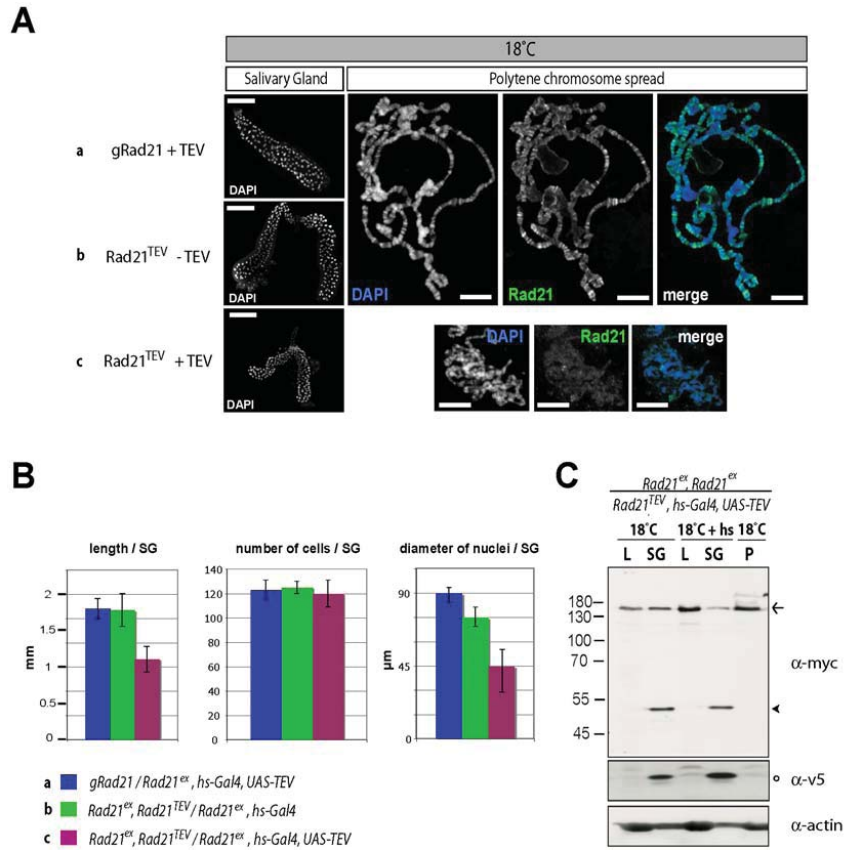 A
18°C
Salivary Gland
Polytene chromosome spread
a gRad21 + TEV
DAPI
b Rad21TEV - TEV
DAPI
DAPI
Rad21
merge
c Rad21TEV + TEV
DAPI
DAPI
Rad21
merge
B
length / SG
number of cells / SG
diameter of nuclei / SG
mm
2
1.5
1
0.5
0
140
120
100
80
60
40
20
0
µm
90
45
0
a gRad21 / Rad21ex, hs-Gal4, UAS-TEV
b Rad21ex, Rad21TEV / Rad21ex, hs-Gal4
c Rad21ex, Rad21TEV / Rad21ex, hs-Gal4, UAS-TEV
C
Rad21ex, Rad21ex
Rad21TEV, hs-Gal4, UAS-TEV
18°C 18°C + hs 18°C
L SG L SG P
180
130
100
70
55
45
α-myc
α-v5
α-actin